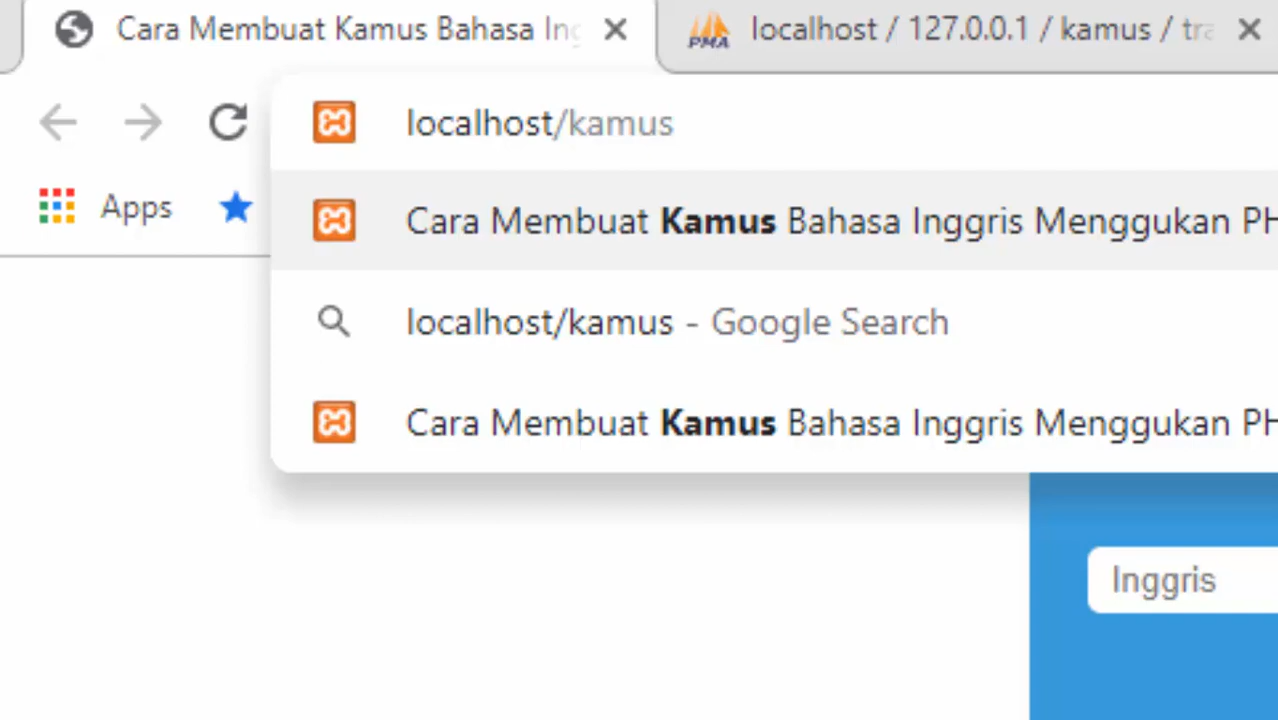 Cara Membuat Kamus Bahasa Ing
PMA localhost / 127.0.0.1 / kamus / tra
localhost/kamus
Apps
Cara Membuat Kamus Bahasa Inggris Menggukan PH
localhost/kamus - Google Search
Cara Membuat Kamus Bahasa Inggris Menggukan PH
Inggris